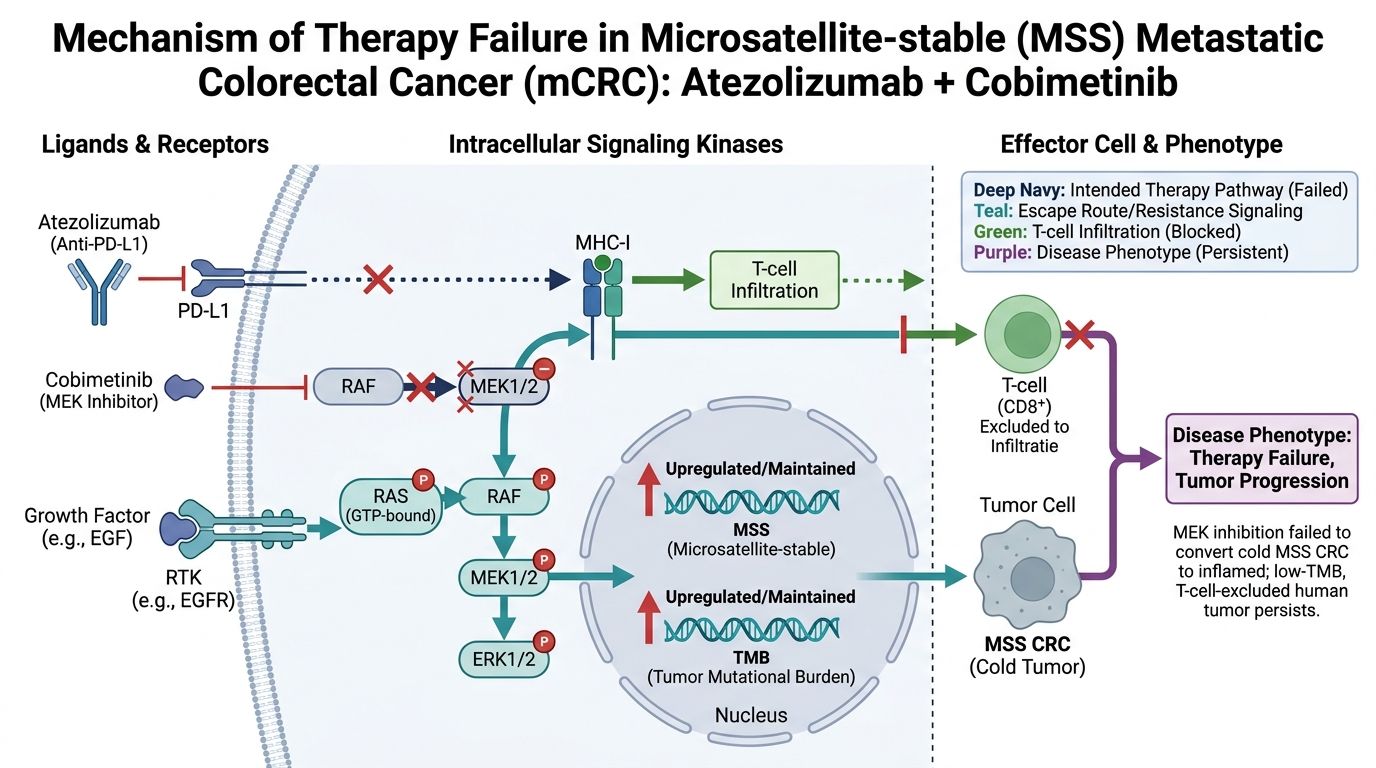 Mechanism of Therapy Failure in Microsatellite-stable (MSS) Metastatic
Colorectal Cancer (mCRC): Atezolizumab + Cobimetinib
Ligands & Receptors
Intracellular Signaling Kinases
Effector Cell & Phenotype
Deep Navy: Intended Therapy Pathway (Failed)
Teal: Escape Route/Resistance Signaling
Green: T-cell Infiltration (Blocked)
Purple: Disease Phenotype (Persistent)
Atezolizumab
(Anti-PD-L1)
PD-L1
MHC-I
T-cell
Infiltration
Cobimetinib
(MEK Inhibitor)
RAF
MEK1/2
−
T-cell
(CD8⁺)
Excluded to
Infiltratie
Growth Factor
(e.g., EGF)
RTK
(e.g., EGFR)
RAS
(GTP-bound)
P
RAF
P
MEK1/2
P
ERK1/2
P
Upregulated/Maintained
MSS
(Microsatellite-stable)
Upregulated/Maintained
TMB
(Tumor Mutational Burden)
Nucleus
Tumor Cell
MSS CRC
(Cold Tumor)
Disease Phenotype:
Therapy Failure,
Tumor Progression
MEK inhibition failed to
convert cold MSS CRC
to inflamed; low-TMB,
T-cell-excluded human
tumor persists.